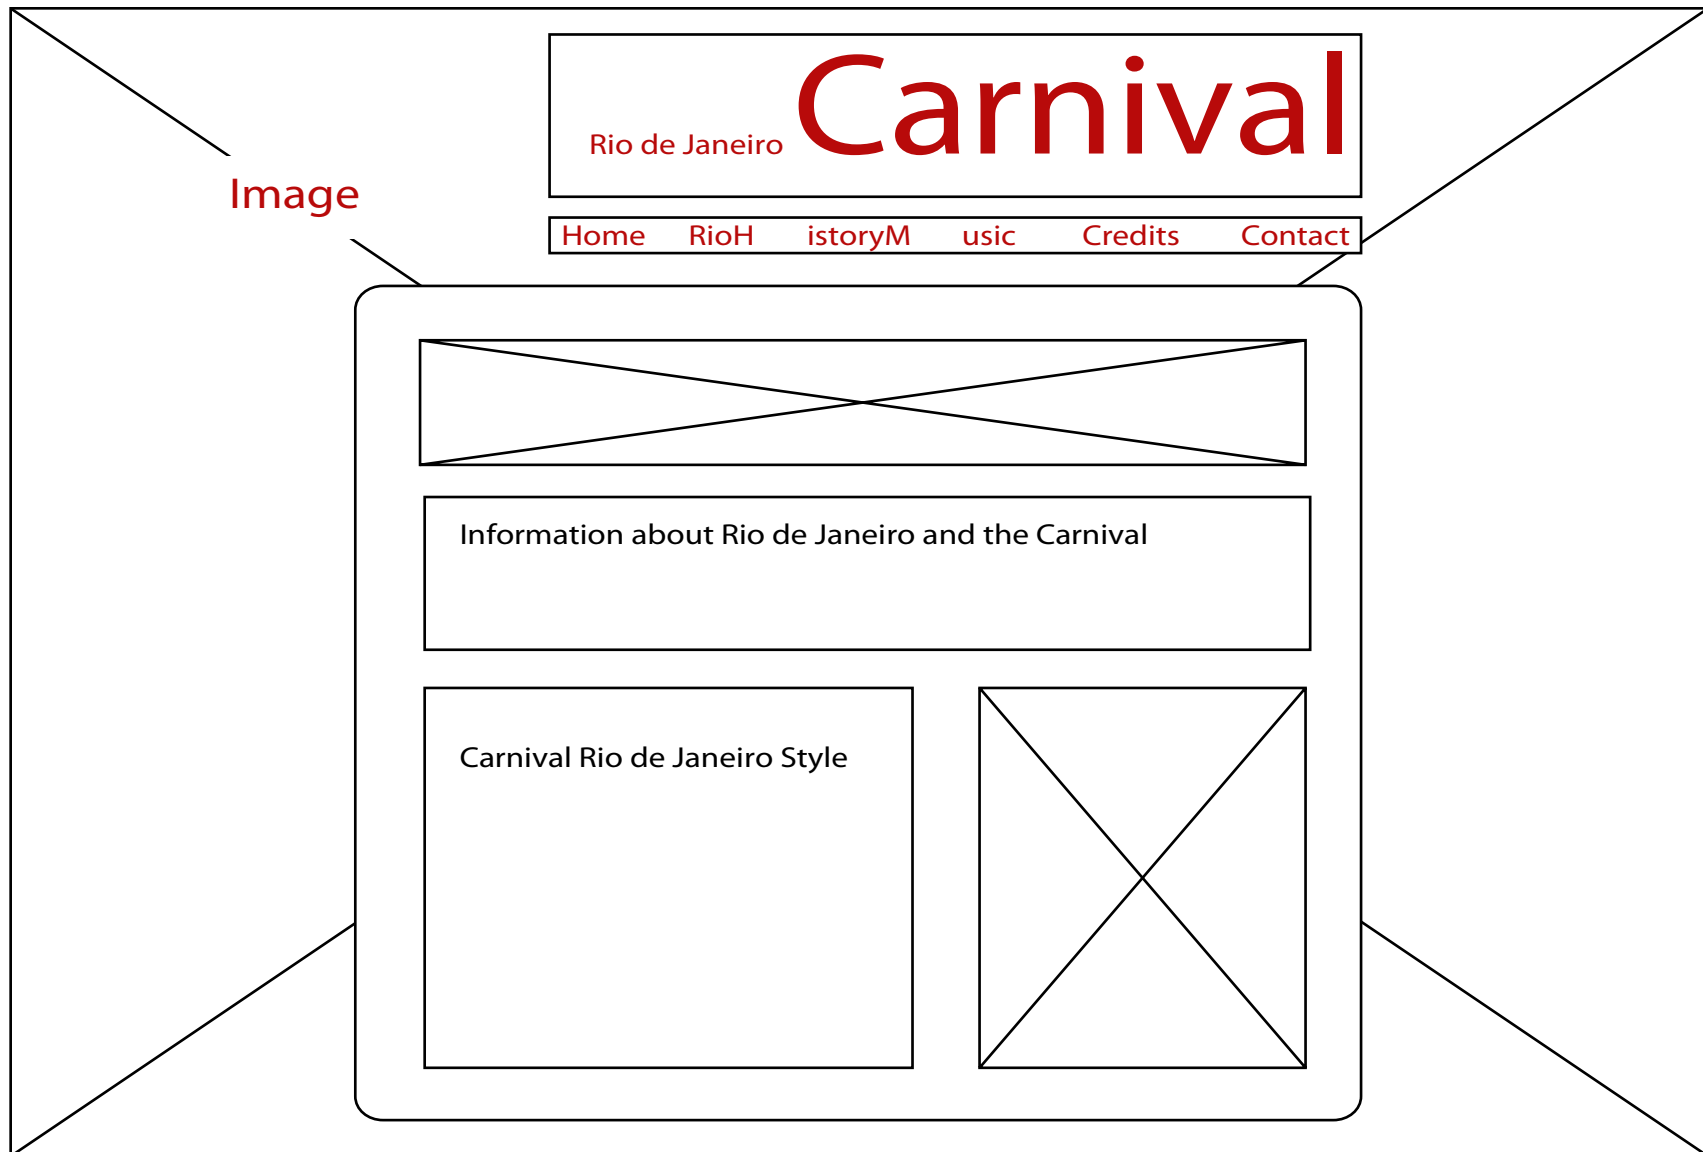 Rio de Janeiro Carnival
Image
Home RioH istoryM usic Credits Contact
Information about Rio de Janeiro and the Carnival
Carnival Rio de Janeiro Style